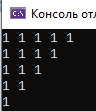 Консоль отл
1 1 1 1 1
1 1 1 1
1 1 1
1 1
1